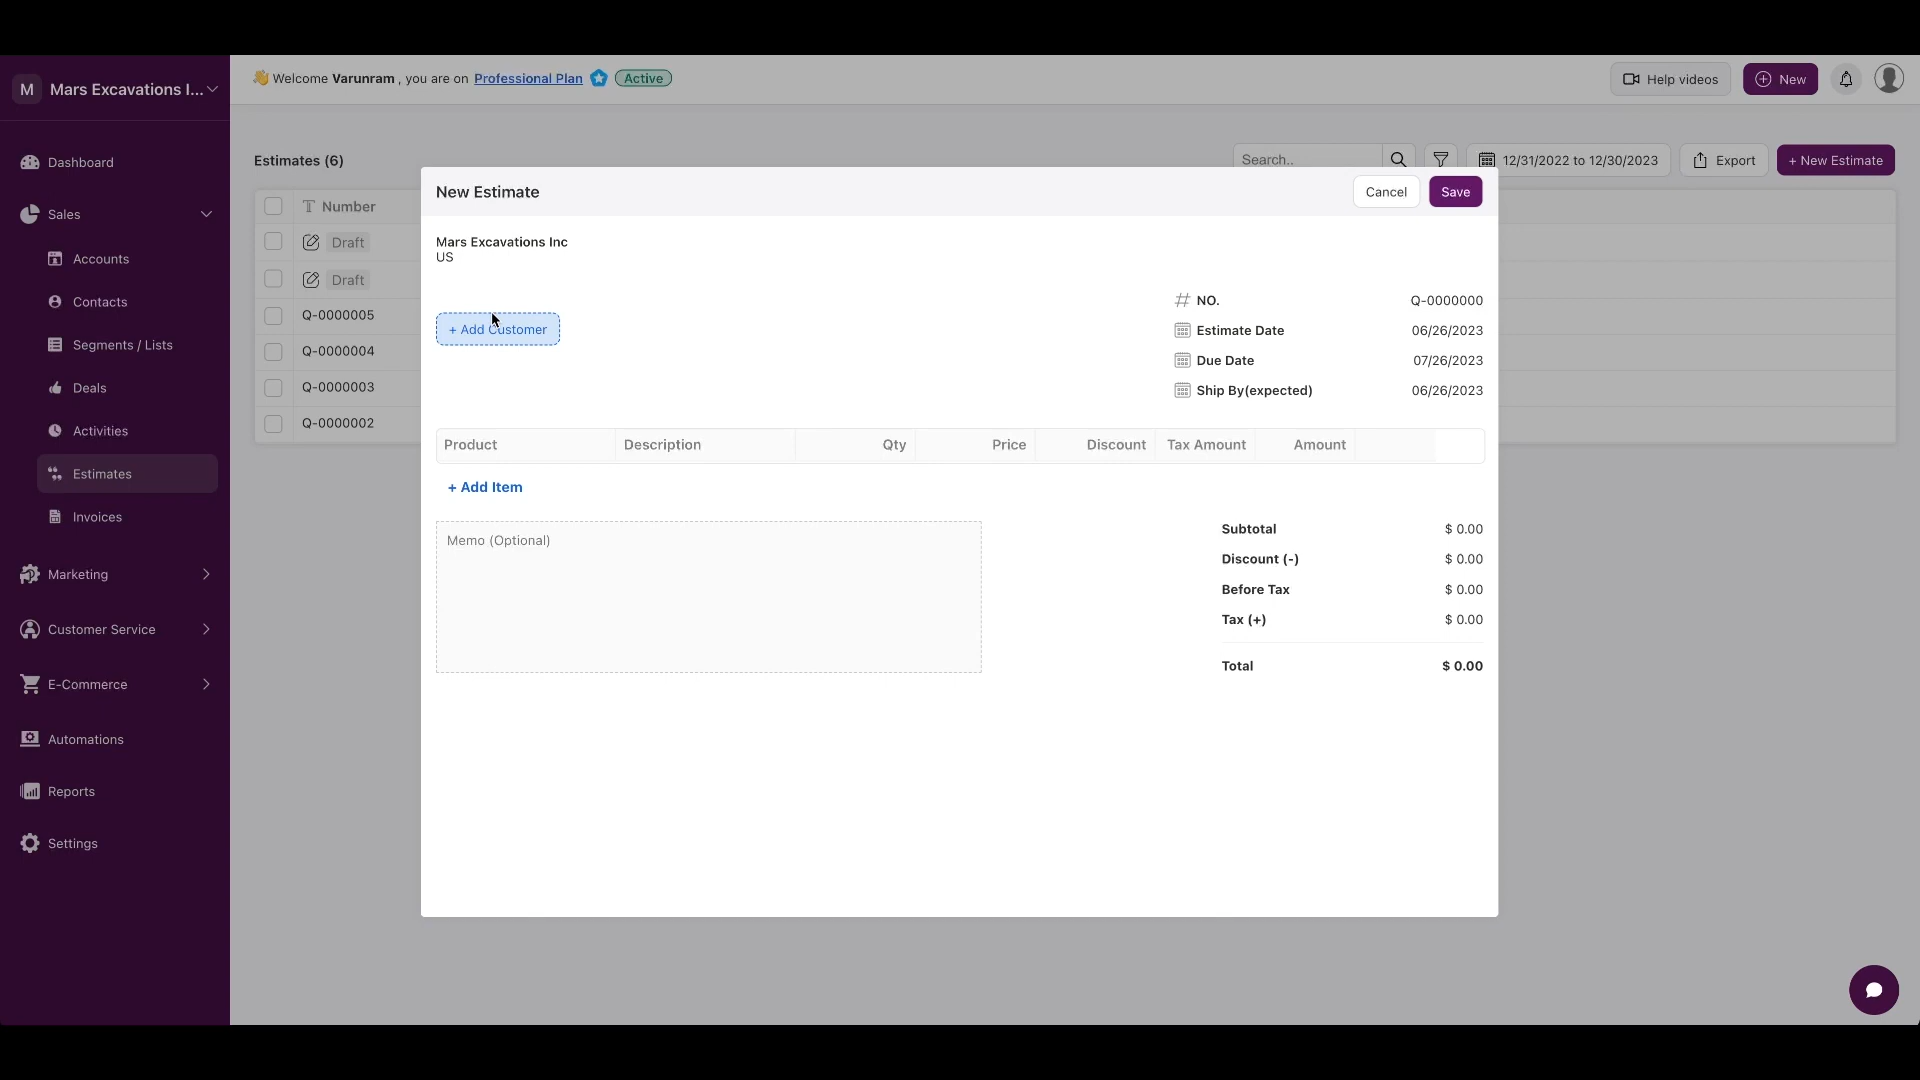 M Mars Excavations I...
👋 Welcome Varunram , you are on Professional Plan Active
Help videos
New
Dashboard
Sales
Accounts
Contacts
Segments / Lists
Deals
Activities
Estimates
Invoices
Marketing
Customer Service
E-Commerce
Automations
Reports
Settings
Estimates (6)
Search..
12/31/2022 to 12/30/2023
Export
+ New Estimate
Number
Draft
Draft
Q-0000005
Q-0000004
Q-0000003
Q-0000002
New Estimate
Cancel
Save
Mars Excavations Inc
US
+ Add Customer
# NO. Q-0000000
Estimate Date 06/26/2023
Due Date 07/26/2023
Ship By(expected) 06/26/2023
Product Description Qty Price Discount Tax Amount Amount
+ Add Item
Memo (Optional)
Subtotal $ 0.00
Discount (-) $ 0.00
Before Tax $ 0.00
Tax (+) $ 0.00
Total $ 0.00